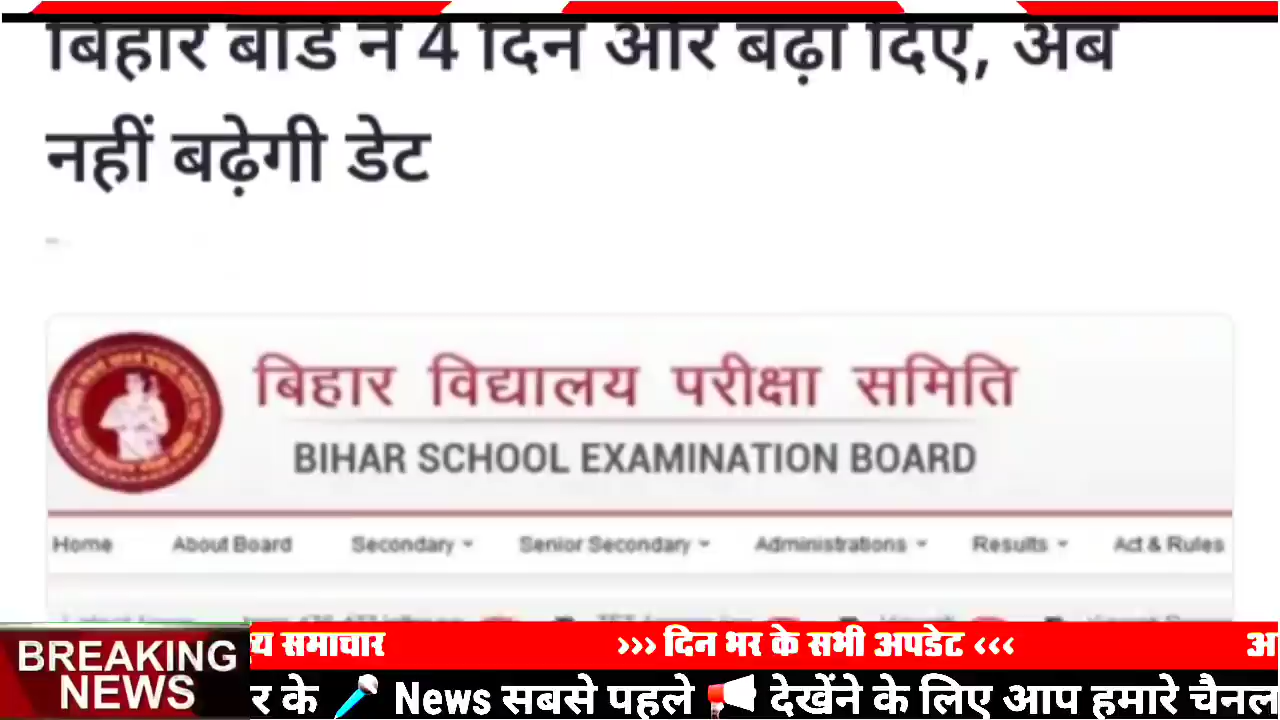 बिहार बोर्ड ने 4 दिन और बढ़ा दिए, अब
नहीं बढ़ेगी डेट
बिहार विद्यालय परीक्षा समिति
BIHAR SCHOOL EXAMINATION BOARD
Home About Board Secondary Senior Secondary Administrations Results Act & Rules
BREAKING
NEWS
समाचार >>> दिन भर के सभी अपडेट <<<
र के News सबसे पहले देखेंने के लिए आप हमारे चैनल